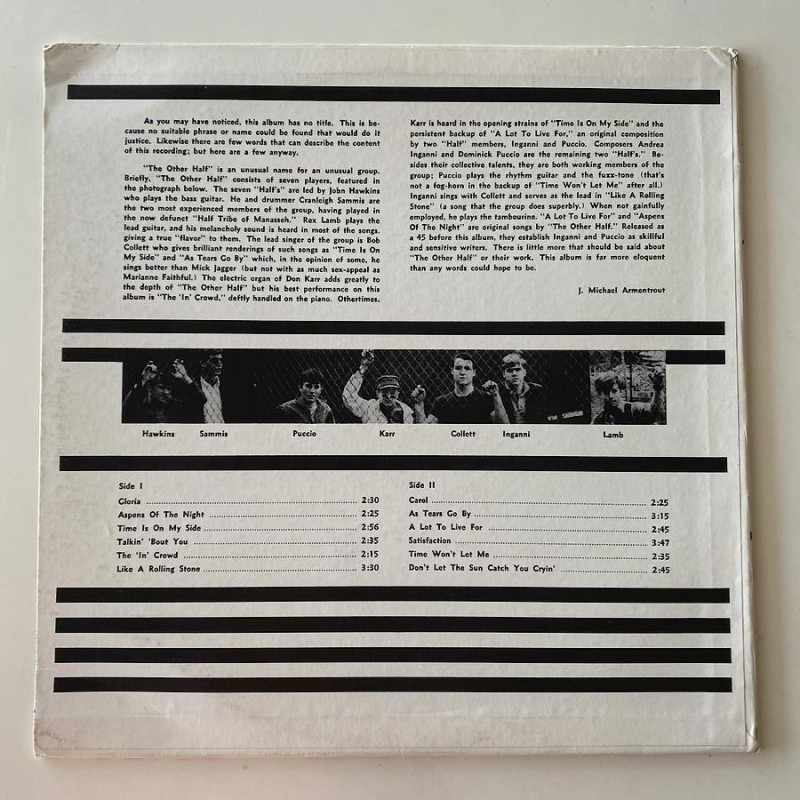 As you may have noticed, this album has no title. This is be-
cause no suitable phrase or name could be found that would do it
justice. Likewise there are few words that can describe the content
of this recording; but here are a few anyway.
"The Other Half" is an unusual name for an unusual group.
Briefly, "The Other Half" consists of seven players, featured in
the photograph below. The seven "Half's" are led by John Hawkins
who plays the bass guitar. He and drummer Cranleigh Sammis are
the two most experienced members of the group, having played in
the now defunct "Half Tribe of Manasseh." Rex Lamb plays the
lead guitar, and his melancholy sound is heard in most of the songs,
giving a true "flavor" to them. The lead singer of the group is Bob
Collett who gives brilliant renderings of such songs as "Time Is On
My Side" and "As Tears Go By" which, in the opinion of some, he
sings better than Mick Jagger (but not with as much sex-appeal as
Marianne Faithful.) The electric organ of Don Karr adds greatly to
the depth of "The Other Half" but his best performance on this
album is "The 'In' Crowd," deftly handled on the piano. Othertimes,
Karr is heard in the opening strains of "Time Is On My Side" and the
persistent backup of "A Lot To Live For," an original composition
by two "Half" members, Inganni and Puccio. Composers Andrea
Inganni and Dominick Puccio are the remaining two "Half's." Be-
sides their collective talents, they are both working members of the
group; Puccio plays the rhythm guitar and the fuzz-tone (that's
not a fog-horn in the backup of "Time Won't Let Me" after all.)
Inganni sings with Collett and serves as the lead in "Like A Rolling
Stone" (a song that the group does superbly.) When not gainfully
employed, he plays the tambourine. "A Lot To Live For" and "Aspens
Of The Night" are original songs by "The Other Half." Released as
a 45 before this album, they establish Inganni and Puccio as skillful
and sensitive writers. There is little more that should be said about
"The Other Half" or their work. This album is far more eloquent
than any words could hope to be.
J. Michael Armentrout
Hawkins Sammis Puccio Karr Collett Inganni Lamb
Side I
Gloria 2:30
Aspens Of The Night 2:25
Time Is On My Side 2:56
Talkin' 'Bout You 2:35
The 'In' Crowd 2:15
Like A Rolling Stone 3:30
Side II
Carol 2:25
As Tears Go By 3:15
A Lot To Live For 2:45
Satisfaction 3:47
Time Won't Let Me 2:35
Don't Let The Sun Catch You Cryin' 2:45